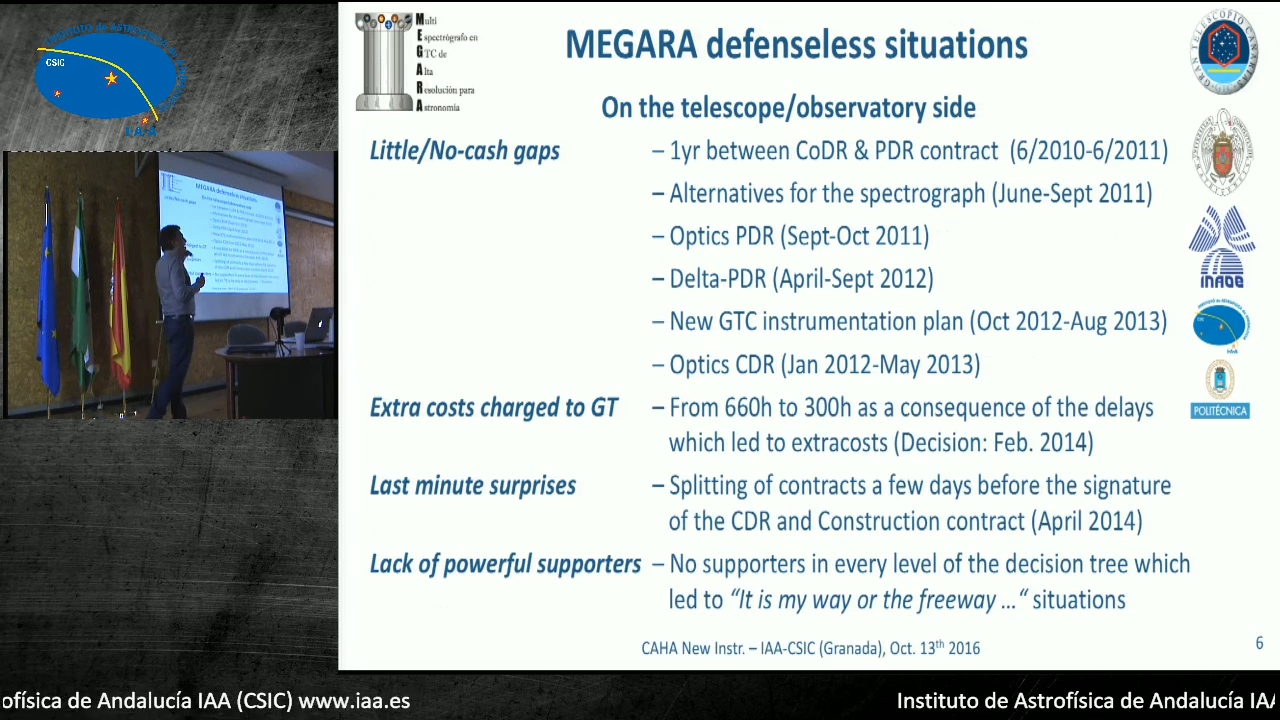 Instituto de Astrofísica de Andalucía
CSIC
IAA
Multi
Espectrógrafo en
GTC de
Alta
Resolución para
Astronomía
MEGARA defenseless situations
GRAN TELESCOPIO CANARIAS
On the telescope/observatory side
Little/No-cash gaps – 1yr between CoDR & PDR contract (6/2010-6/2011)
– Alternatives for the spectrograph (June-Sept 2011)
– Optics PDR (Sept-Oct 2011)
– Delta-PDR (April-Sept 2012)
INAOE
– New GTC instrumentation plan (Oct 2012-Aug 2013)
– Optics CDR (Jan 2012-May 2013)
Extra costs charged to GT – From 660h to 300h as a consequence of the delays
which led to extracosts (Decision: Feb. 2014)
POLITÉCNICA
Last minute surprises – Splitting of contracts a few days before the signature
of the CDR and Construction contract (April 2014)
Lack of powerful supporters – No supporters in every level of the decision tree which
led to “It is my way or the freeway …“ situations
CAHA New Instr. – IAA-CSIC (Granada), Oct. 13th 2016
6
ofísica de Andalucía IAA (CSIC) www.iaa.es
Instituto de Astrofísica de Andalucía IAA